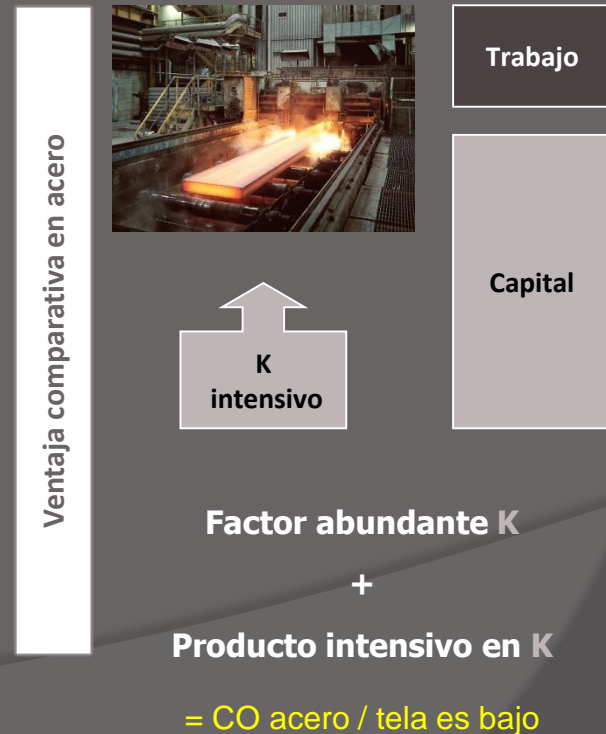 Ventaja comparativa en acero
Trabajo
Capital
K
intensivo
Factor abundante K
+
Producto intensivo en K
= CO acero / tela es bajo